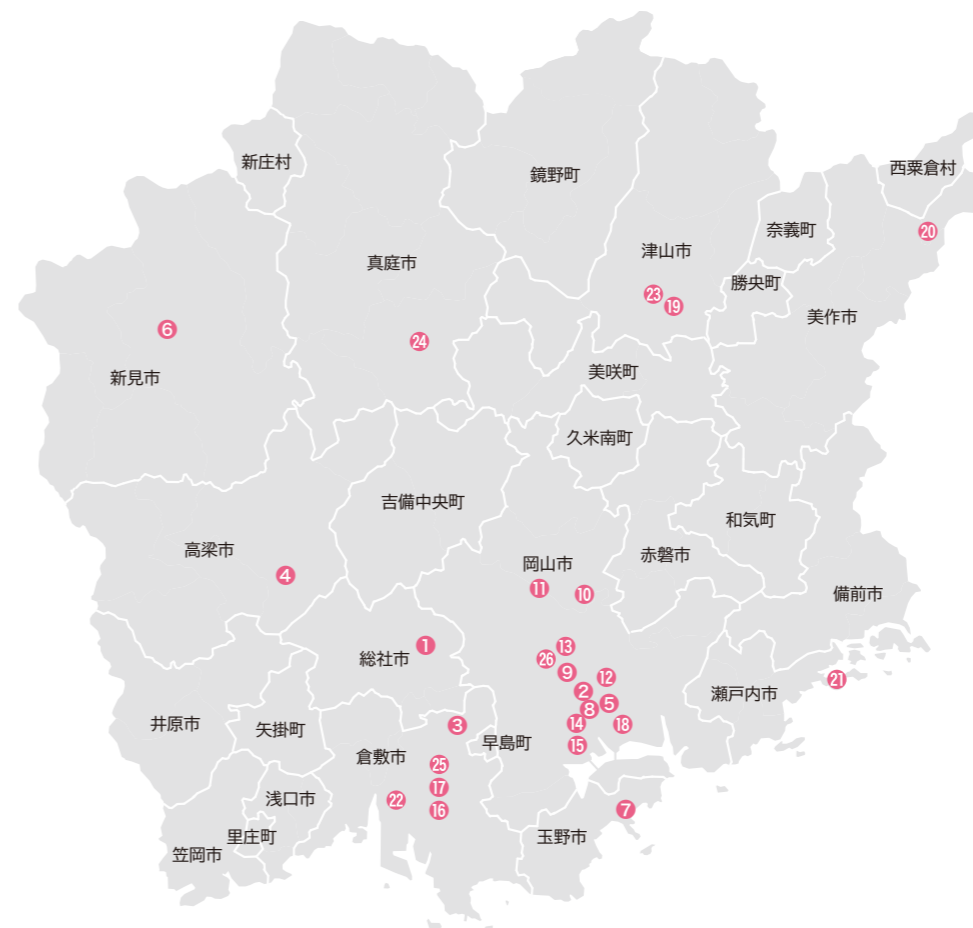 新庄村
西粟倉村
鏡野町
奈義町
20
津山市
真庭市
勝央町
23
19
美作市
6
24
新見市
美咲町
久米南町
吉備中央町
和気町
高梁市
岡山市
赤磐市
4
11
10
備前市
1
13
総社市
26
9
12
21
2
瀬戸内市
5
8
井原市
矢掛町
3
14
18
早島町
15
倉敷市
25
17
浅口市
22
16
7
里庄町
玉野市
笠岡市